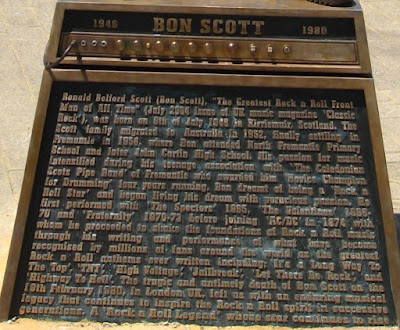 1946 BON SCOTT 1980
Ronald Belford Scott (Bon Scott), "The Greatest Rock n Roll Front
Man of All Time" (July 2004 issue of UK music magazine 'Classic
Rock'), was born on 9th of July 1946 in Kirriemuir, Scotland. The
Scott family migrated to Australia in 1952, finally settling in
Fremantle in 1956, where Bon attended North Fremantle Primary
School and later John Curtin High School. His passion for music
intensified during his early association with the Caledonian
Scots Pipe Band of Fremantle who awarded him 'Novice Champion
for Drumming' four years running. Bon dreamed of being a 'Rock n
Roll Star' and begun living his dream with voracious passion. He
first performed with 'The Spectors' 1965, 'Valentines' 1966-
70 and 'Fraternity' 1970-73 before joining 'AC/DC' in 1974 with
whom he proceeded to shake the foundations of Rock n Roll music
through his writing and performance of what have become
recognised by millions of fans around the world as the greatest
Rock n' Roll anthems ever written including 'It's A Long Way To
The Top', 'TNT', 'High Voltage', 'Jailbreak', 'Let There Be Rock', and
'Highway To Hell'. The tragic and untimely death of Bon Scott on the
19th February 1980, in London UK, left us with an enduring musical
legacy that continues to inspire the Rock n Roll spirit in successive
generations. A 'Rock n Roll Legend', whose star continues to rise